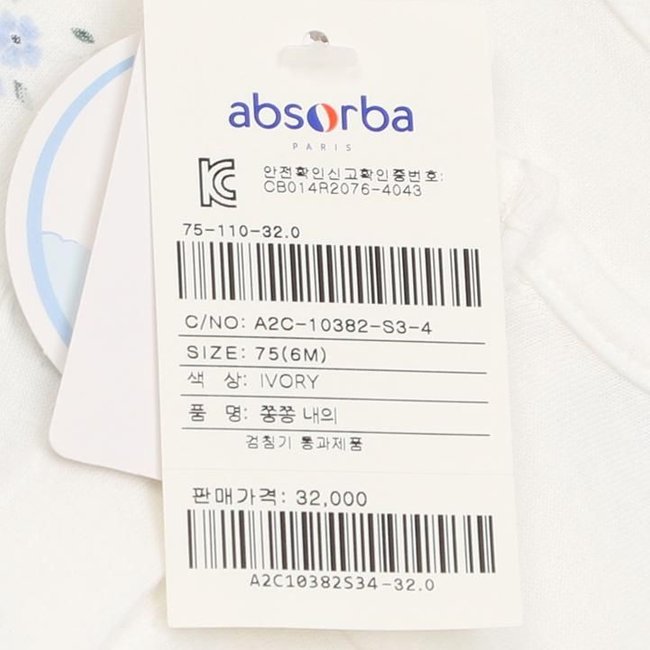 absorba
PARIS
안전확인신고확인증번호:
CB014R2076-4043
75-110-32.0
C/NO: A2C-10382-S3-4
SIZE: 75(6M)
색 상: IVORY
품 명: 쫑쫑 내의
검침기 통과제품
판매가격: 32,000
A2C10382S34-32.0